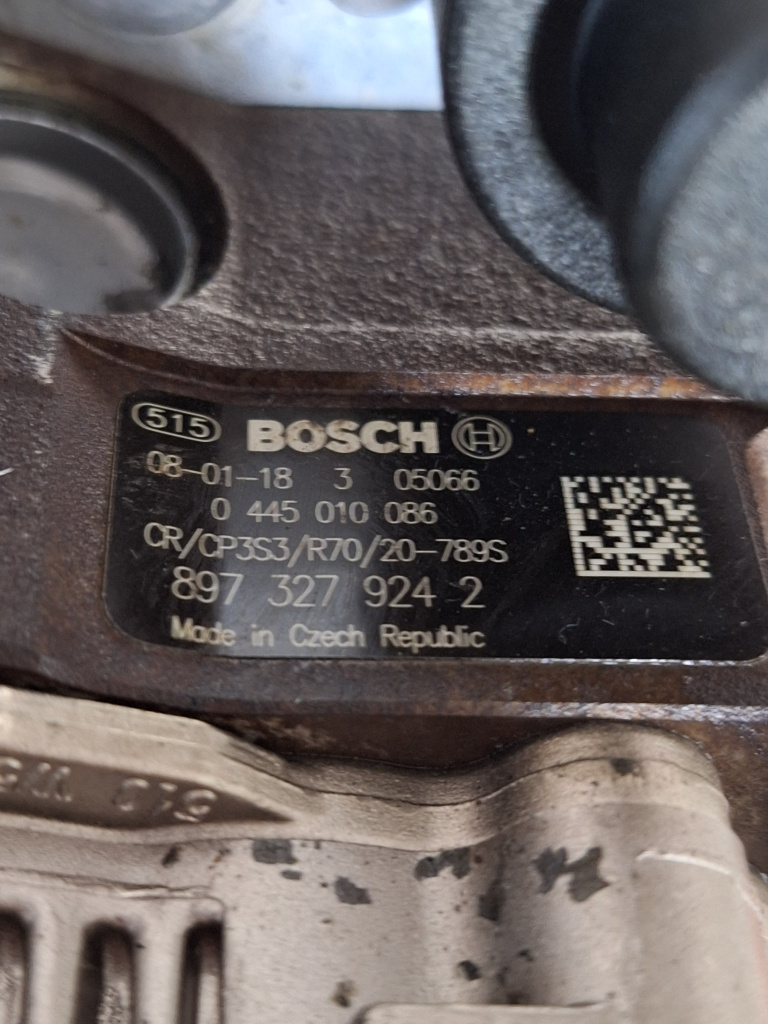 515 BOSCH
08-01-18 3 05066
0 445 010 086
CR/CP3S3/R70/20-789S
897 327 924 2
Made in Czech Republic